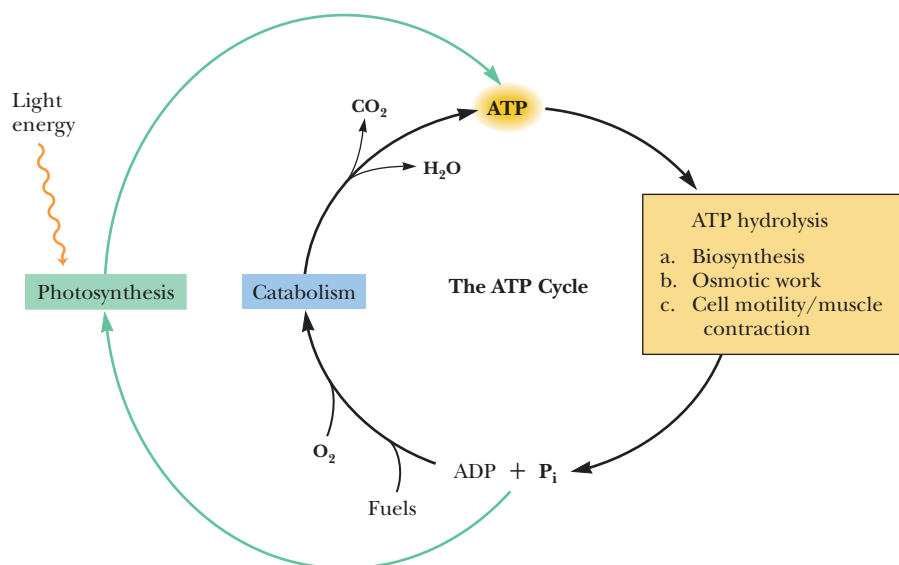 Light
energy
CO₂
ATP
H₂O
ATP hydrolysis
a. Biosynthesis
b. Osmotic work
c. Cell motility/muscle
contraction
Photosynthesis
Catabolism
The ATP Cycle
O₂
ADP + Pᵢ
Fuels